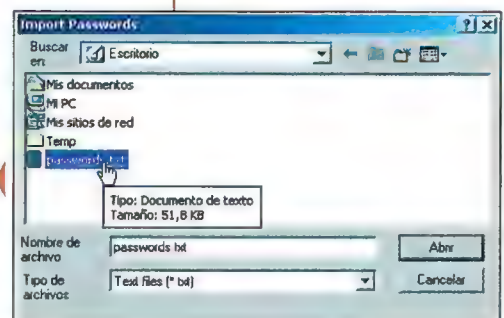 Import Passwords
Buscar en: Escritorio
Mis documentos
Mi PC
Mis sitios de red
Temp
passwords.txt
Tipo: Documento de texto
Tamaño: 51,8 KB
Nombre de archivo passwords txt Abrir
Tipo de archivos Text files (*.txt) Cancelar